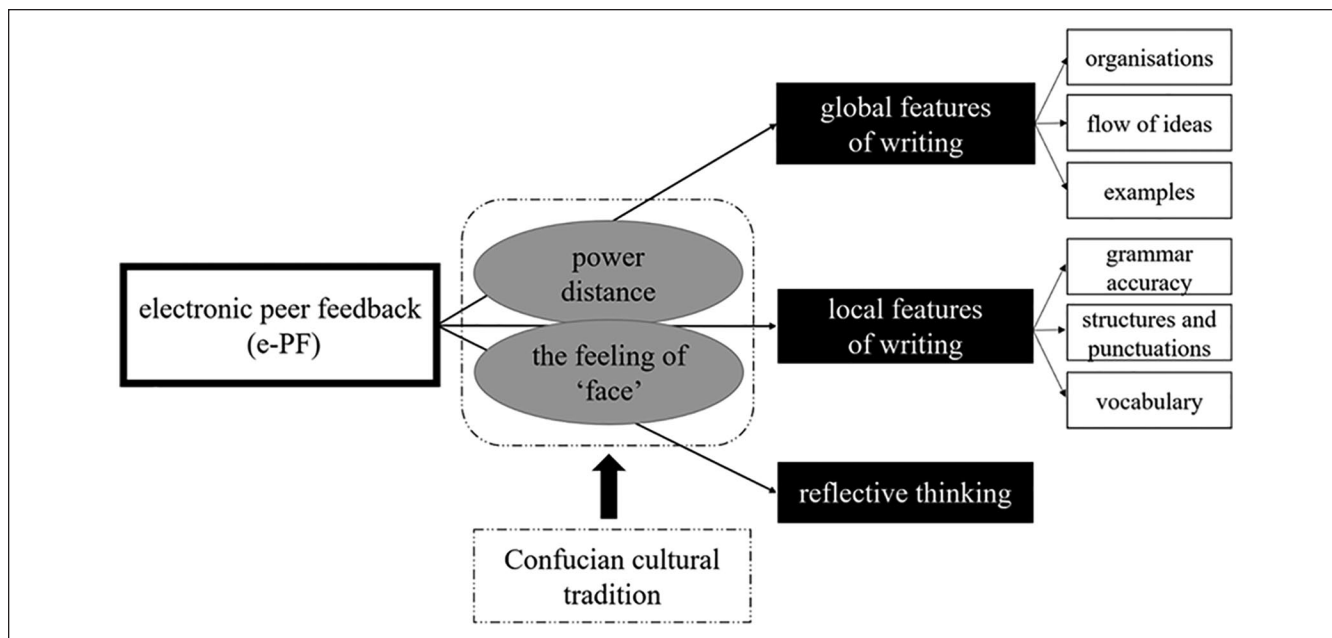 electronic peer feedback
(e-PF)
power
distance
the feeling of
‘face’
Confucian cultural
tradition
global features
of writing
organisations
flow of ideas
examples
local features
of writing
grammar
accuracy
structures and
punctuations
vocabulary
reflective thinking